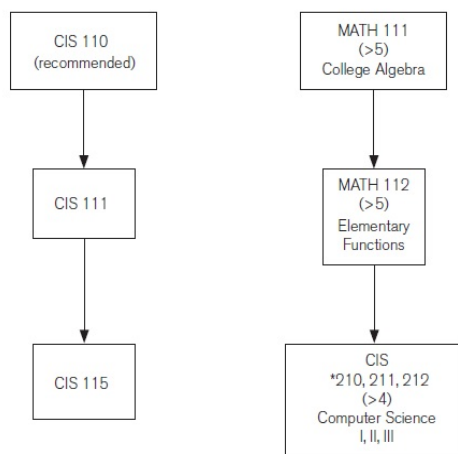 CIS 110
(recommended)
MATH 111
(>5)
College Algebra
CIS 111
MATH 112
(>5)
Elementary
Functions
CIS 115
CIS
*210, 211, 212
(>4)
Computer Science
I, II, III